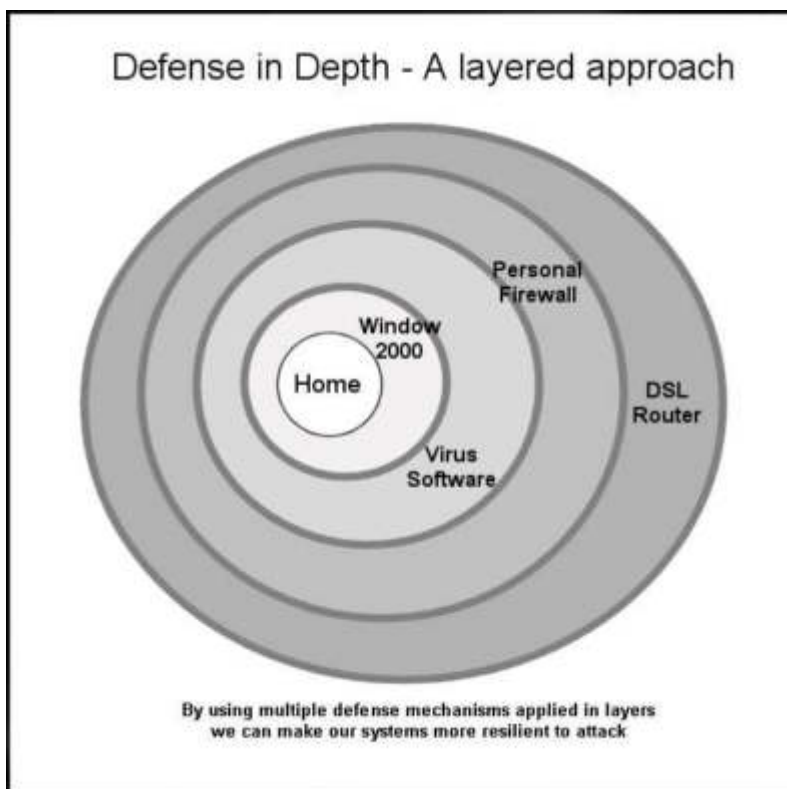 Defense in Depth - A layered approach
Personal
Firewall
Window
2000
Home
DSL
Router
Virus
Software
By using multiple defense mechanisms applied in layers
we can make our systems more resilient to attack